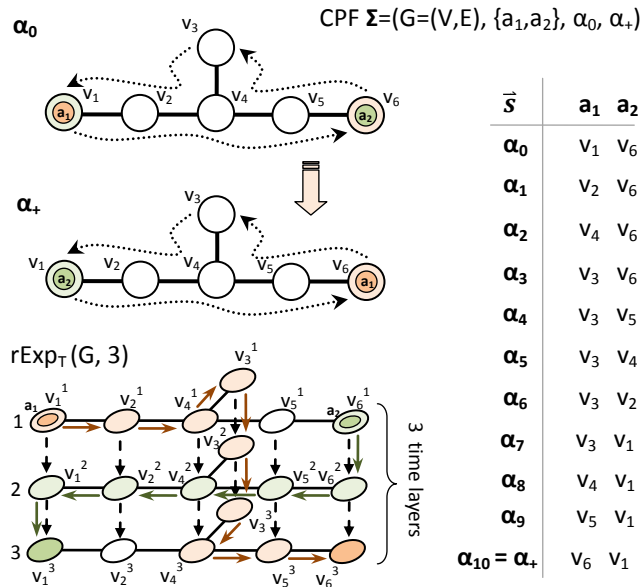 α0
CPF Σ=(G=(V,E), {a1,a2}, α0, α+)
v3
v1 v2 v4 v5 v6
a1 a2
α+
v3
v1 v2 v4 v5 v6
a2 a1
rExpT(G, 3)
v3^1
a1 v1^1 v2^1 v4^1 v5^1 a2 v6^1
1
v3^2
v1^2 v2^2 v4^2 v5^2 v6^2
2
v3^3
3
v1^3 v2^3 v4^3 v5^3 v6^3
3 time layers
s⃗ a1 a2
α0 v1 v6
α1 v2 v6
α2 v4 v6
α3 v3 v6
α4 v3 v5
α5 v3 v4
α6 v3 v2
α7 v3 v1
α8 v4 v1
α9 v5 v1
α10 = α+ v6 v1